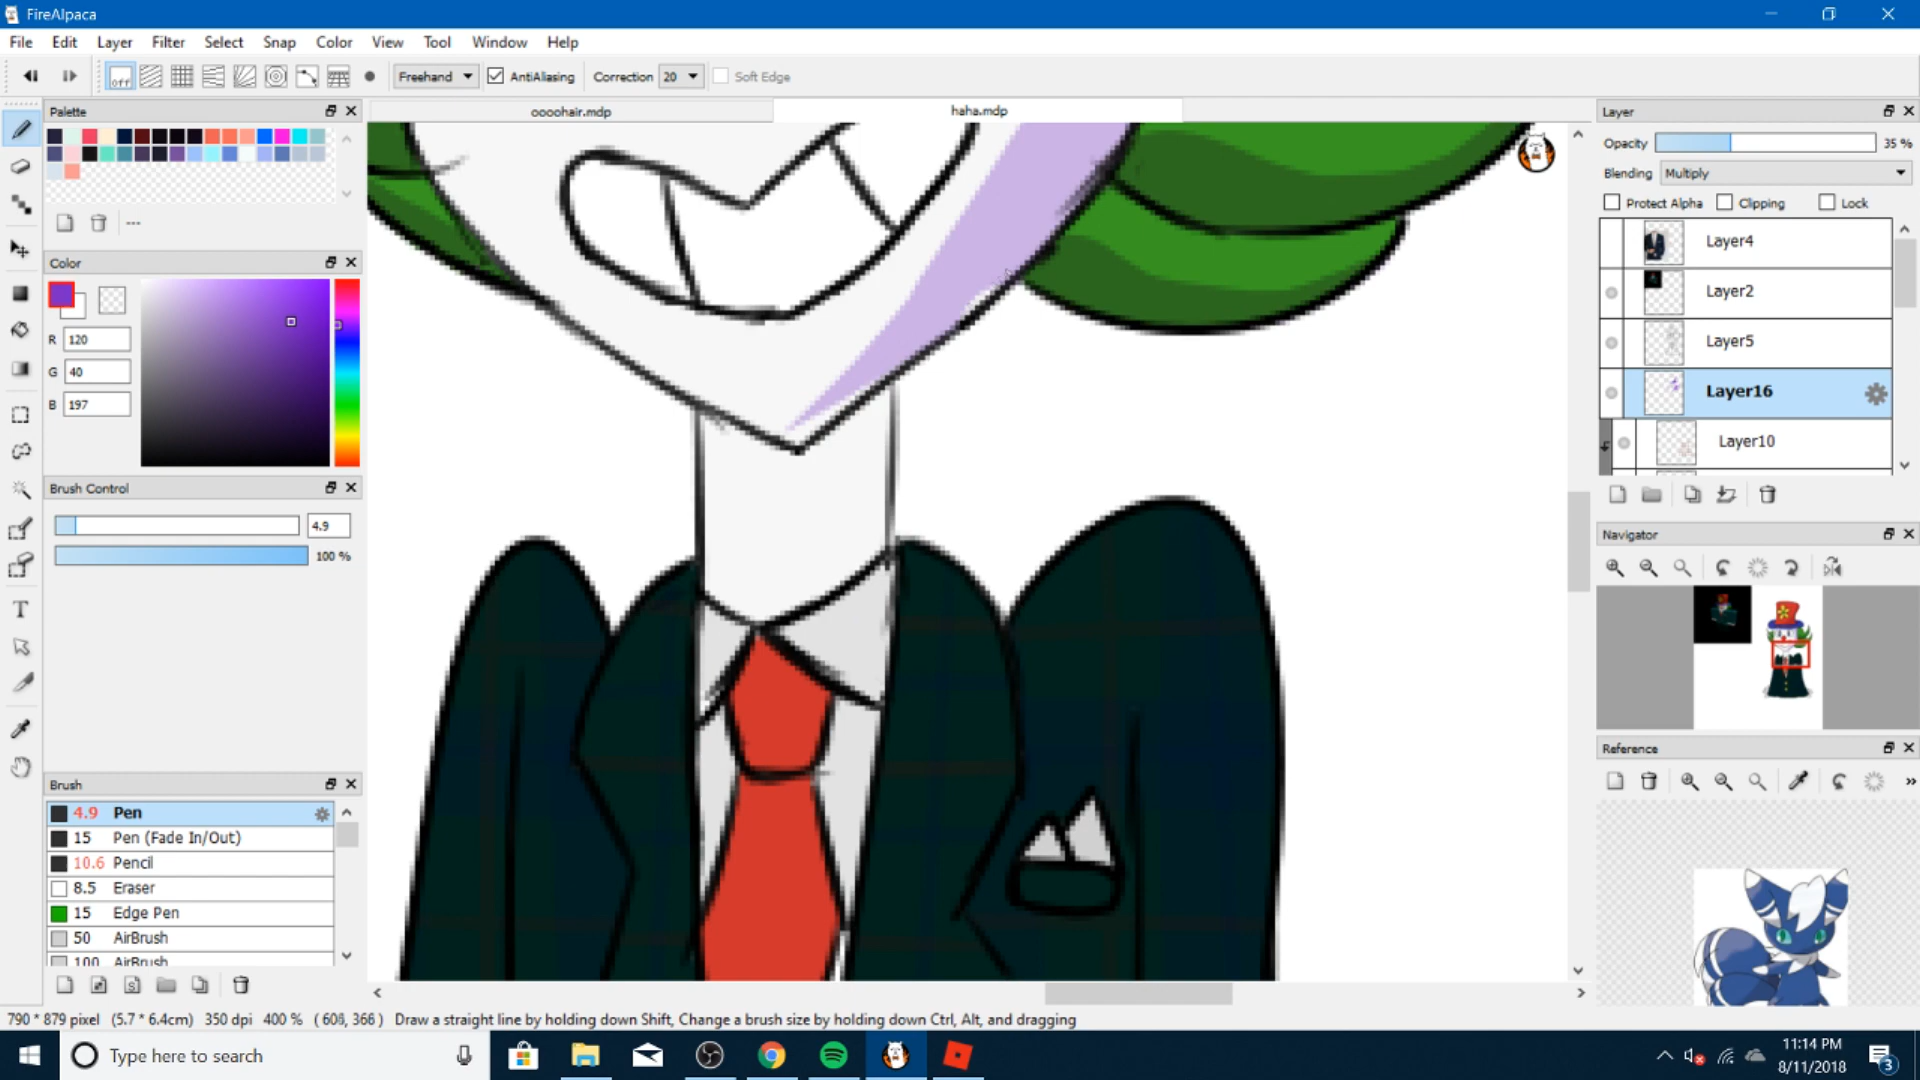 FireAlpaca
File Edit Layer Filter Select Snap Color View Tool Window Help
off Freehand AntiAliasing Correction 20 Soft Edge
Palette
oooohair.mdp haha.mdp
Layer
Opacity 35 %
Blending Multiply
Protect Alpha Clipping Lock
---
Layer4
Color
Layer2
Layer5
R 120
G 40
B 197
Layer16
Layer10
Brush Control
4.9
100 %
Navigator
Reference
Brush
4.9 Pen
15 Pen (Fade In/Out)
10.6 Pencil
8.5 Eraser
15 Edge Pen
50 AirBrush
100 AirBrush
790 * 879 pixel (5.7 * 6.4cm) 350 dpi 400 % ( 606, 366 ) Draw a straight line by holding down Shift, Change a brush size by holding down Ctrl, Alt, and dragging
Type here to search
11:14 PM
8/11/2018
3